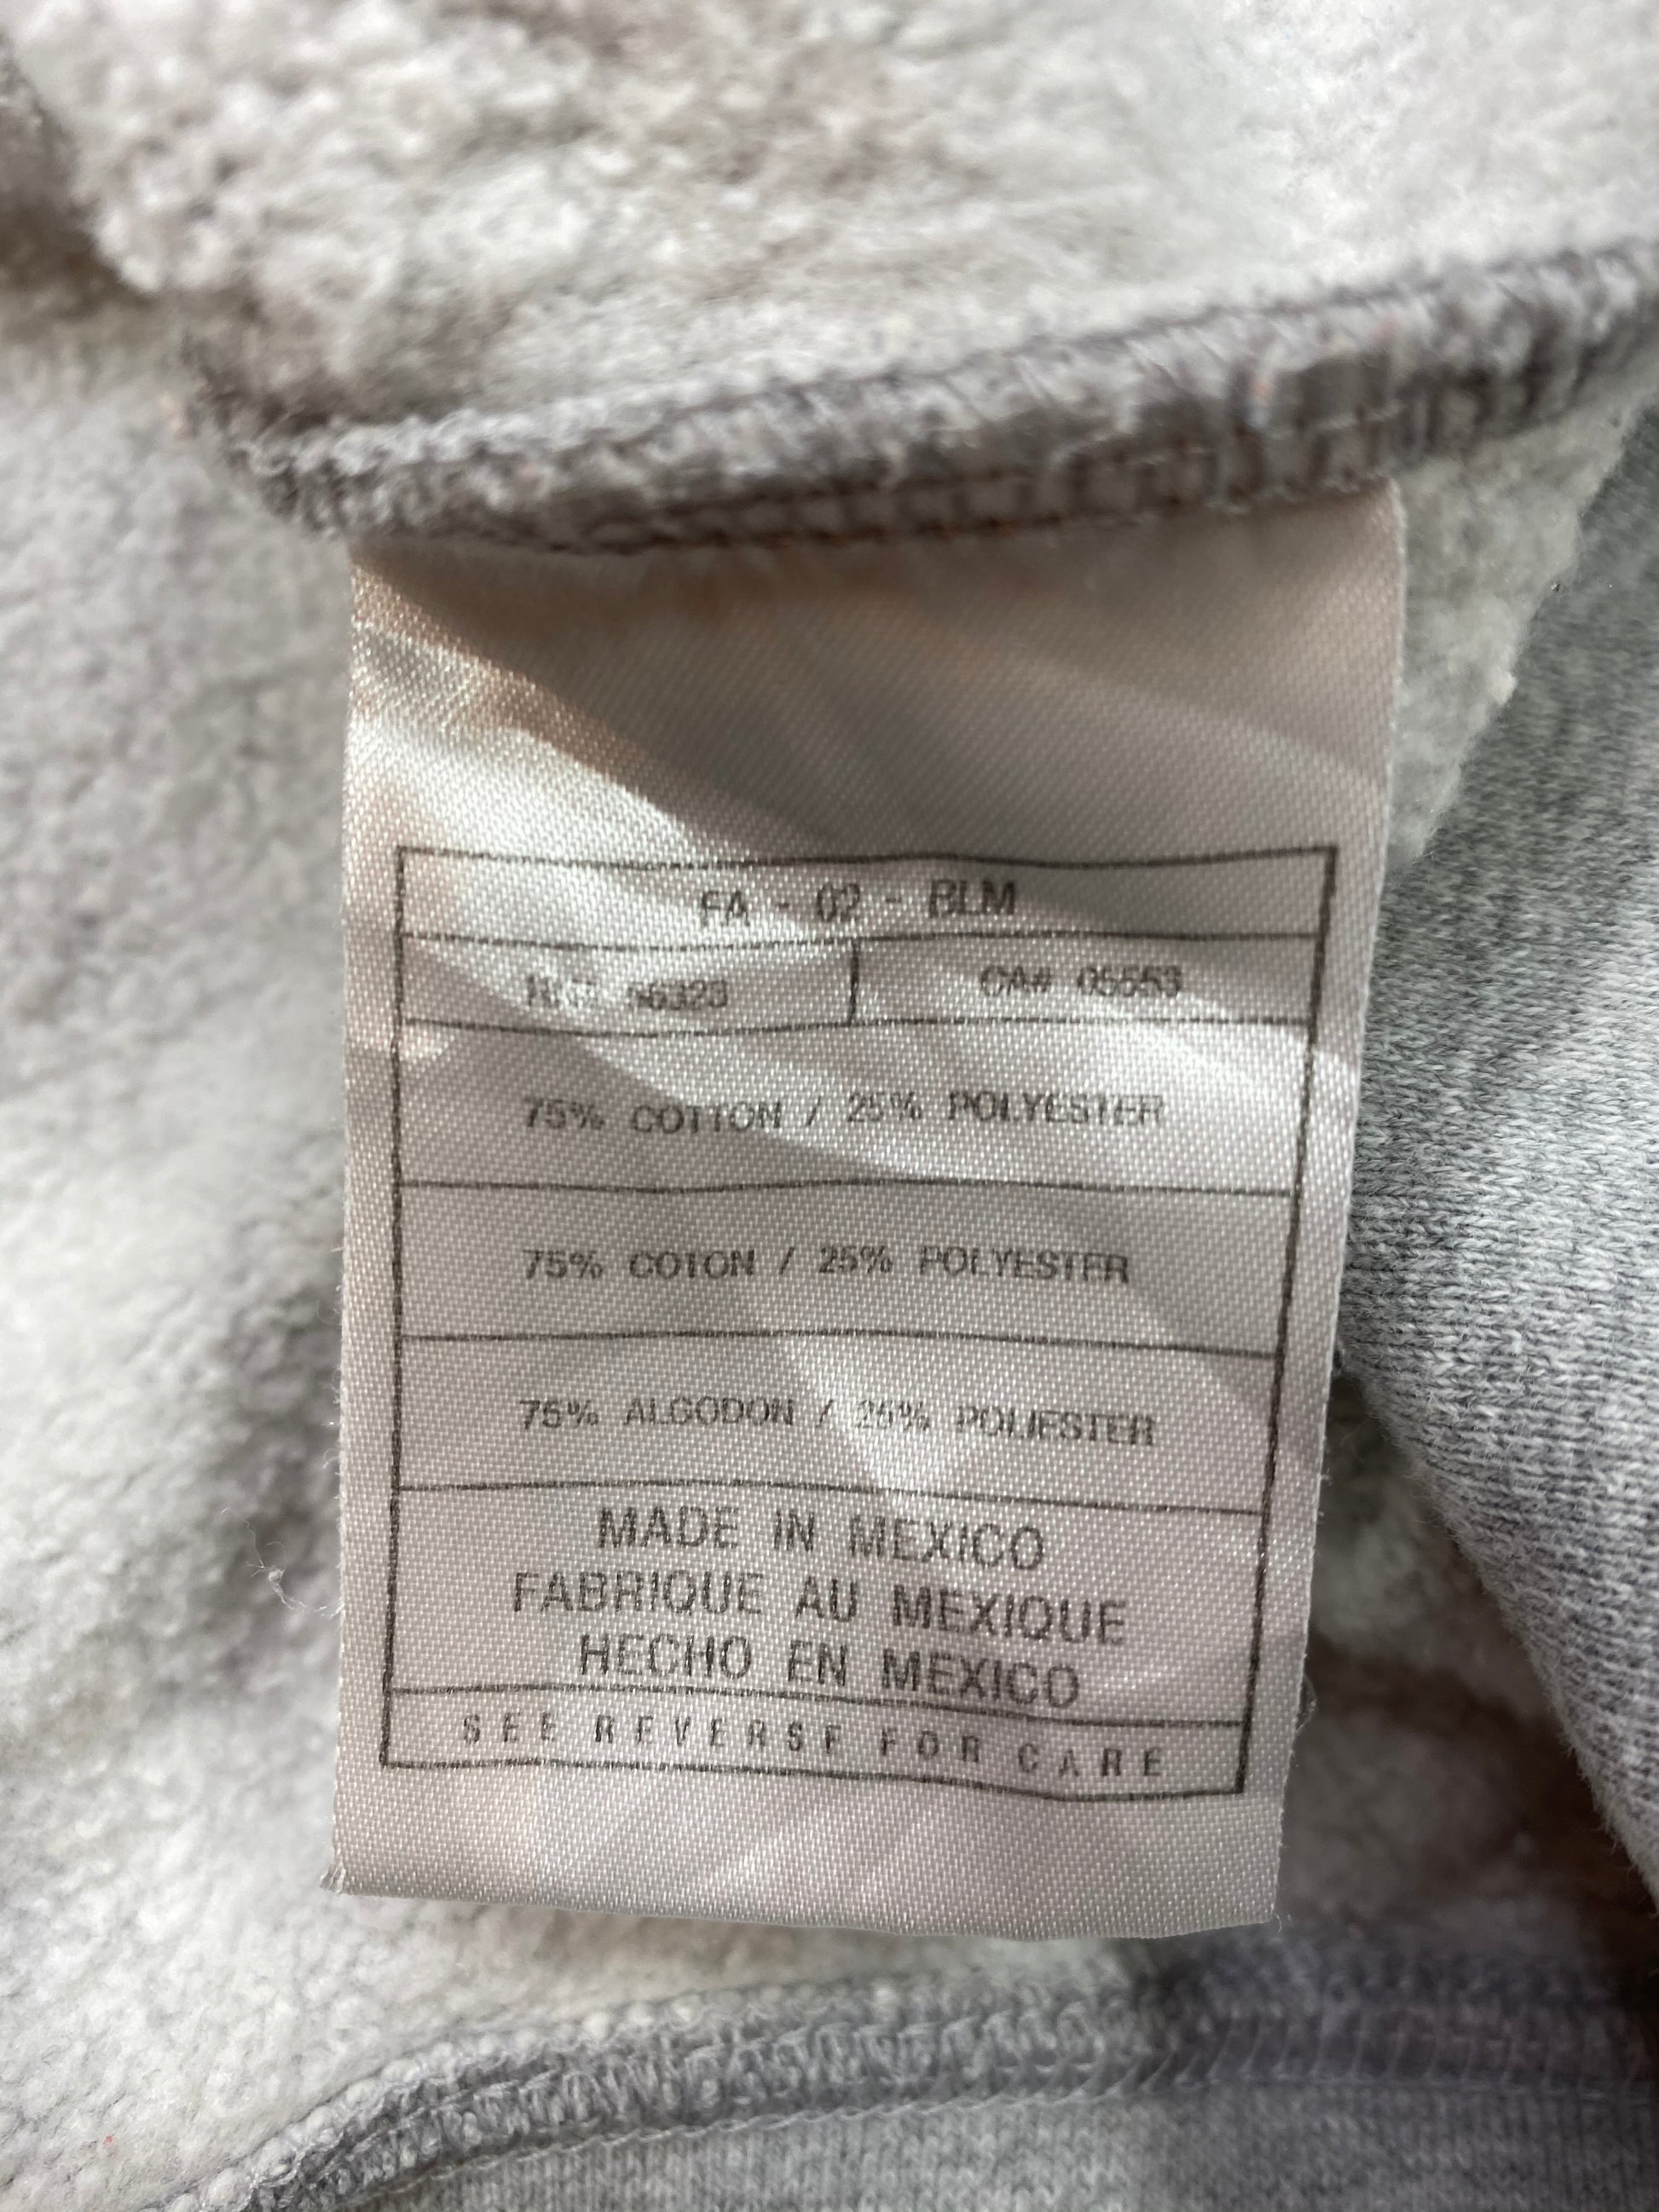 FA - 02 - BLM
CA# 05553
75% COTTON / 25% POLYESTER
75% COTON / 25% POLYESTER
75% ALGODON / 25% POLIESTER
MADE IN MEXICO
FABRIQUE AU MEXIQUE
HECHO EN MEXICO
SEE REVERSE FOR CARE